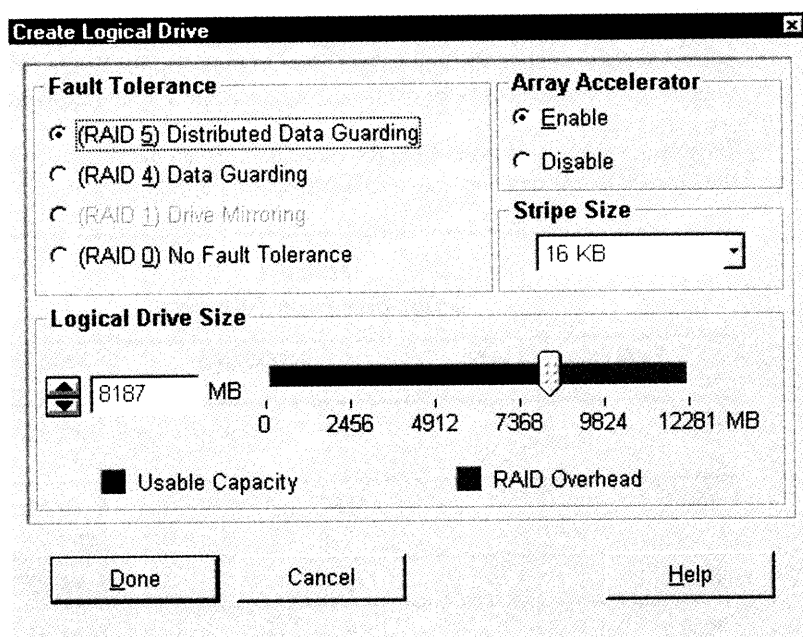 Create Logical Drive
Fault Tolerance
(RAID 5) Distributed Data Guarding
(RAID 4) Data Guarding
(RAID 1) Drive Mirroring
(RAID 0) No Fault Tolerance
Array Accelerator
Enable
Disable
Stripe Size
16 KB
Logical Drive Size
8187 MB
0 2456 4912 7368 9824 12281 MB
Usable Capacity RAID Overhead
Done Cancel Help